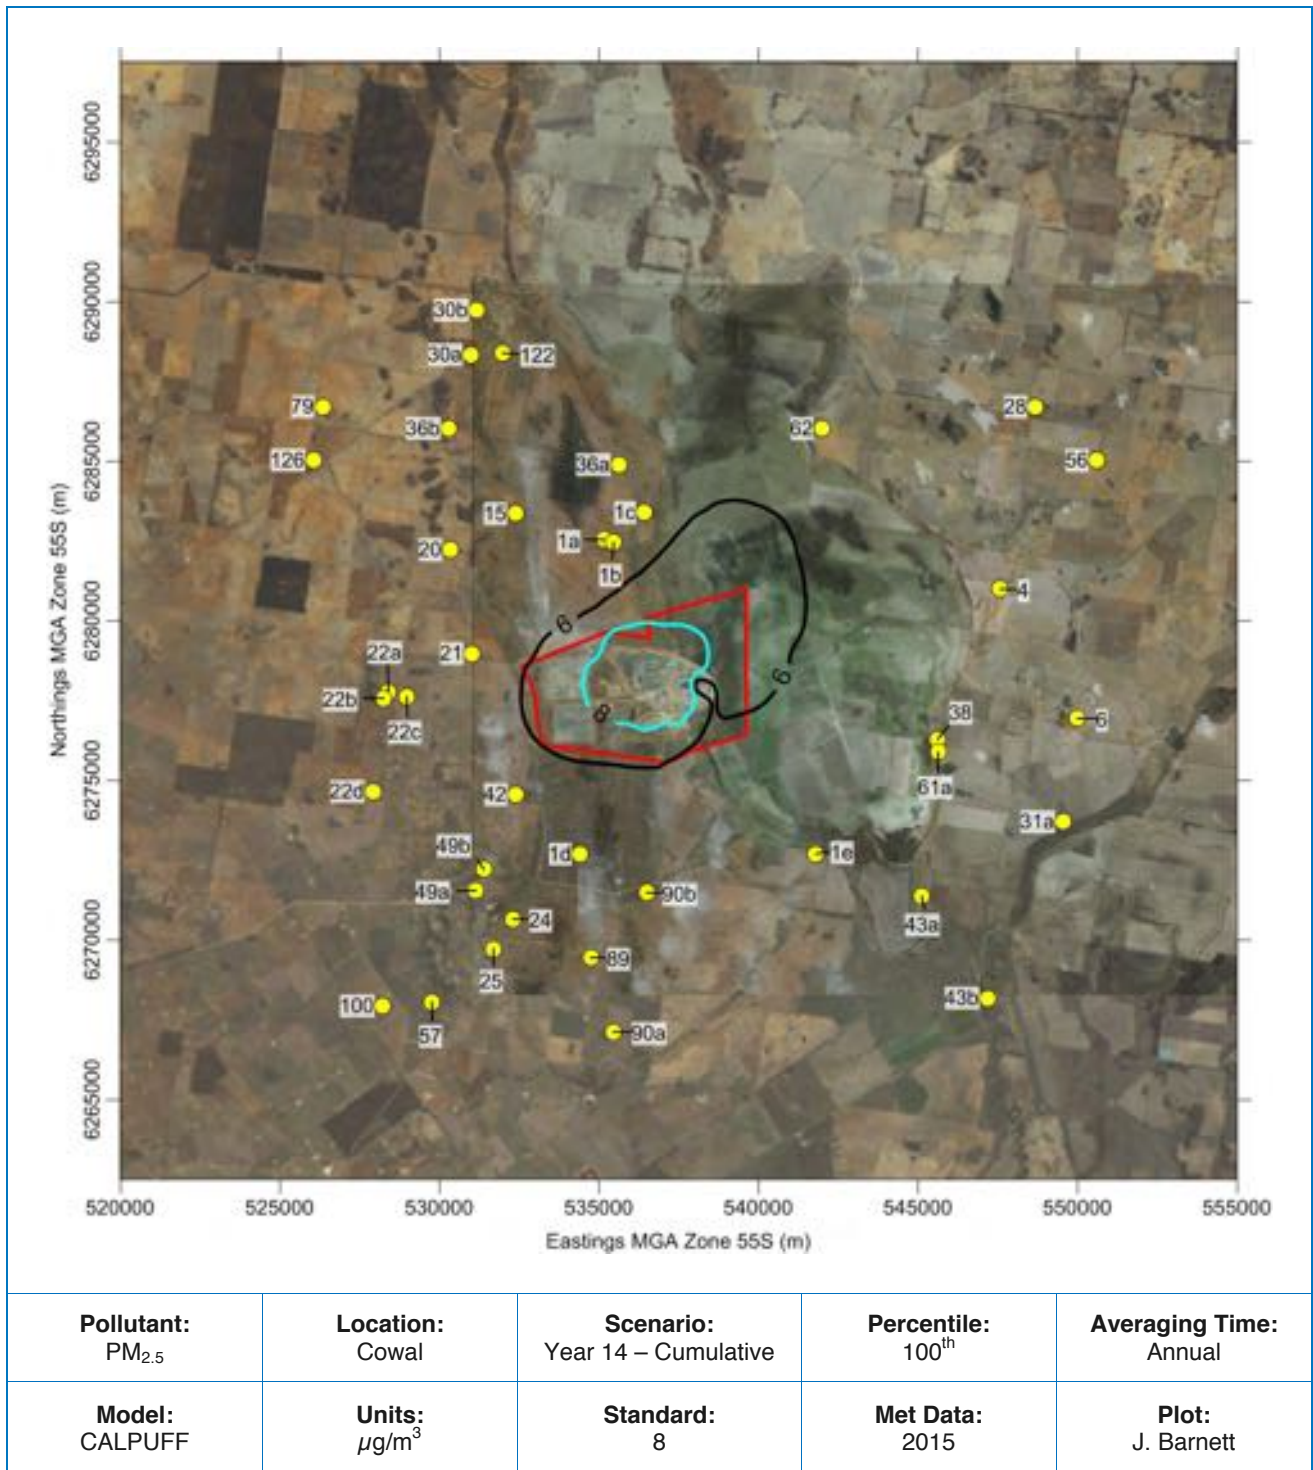 6295000
6290000
6285000
6280000
6275000
6270000
6265000
Northings MGA Zone 55S (m)
30b
30a
122
79
36b
62
28
126
36a
56
15
1c
20
1a
1b
4
6
22a
21
6
22b
8
22c
38
6
61a
22d
42
31a
49b
1d
1e
49a
90b
24
43a
25
89
100
43b
57
90a
520000 525000 530000 535000 540000 545000 550000 555000
Eastings MGA Zone 55S (m)
Pollutant: Location: Scenario: Percentile: Averaging Time:
PM2.5 Cowal Year 14 – Cumulative 100th Annual
Model: Units: Standard: Met Data: Plot:
CALPUFF µg/m3 8 2015 J. Barnett